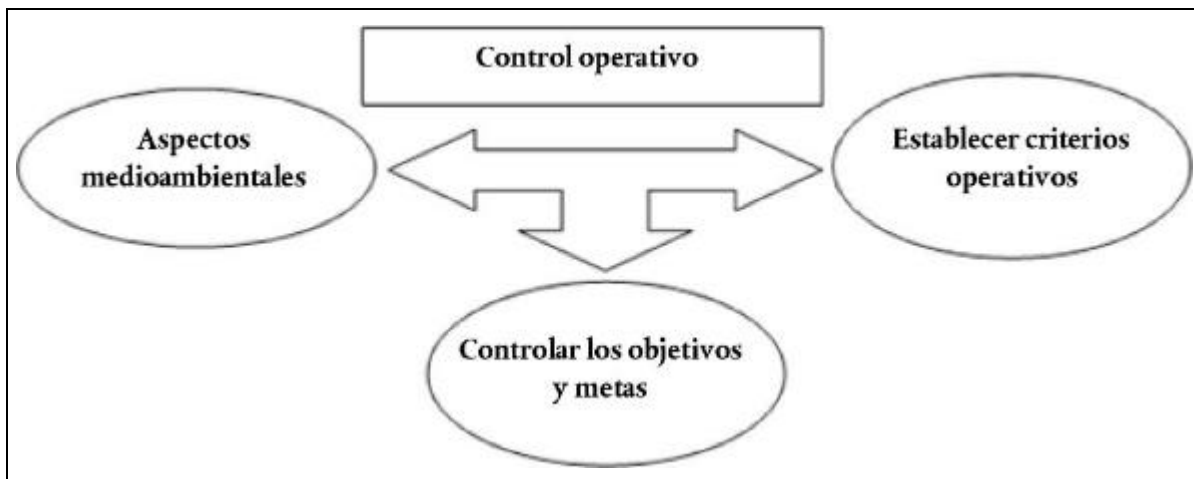 Control operativo
Aspectos
medioambientales
Establecer criterios
operativos
Controlar los objetivos
y metas